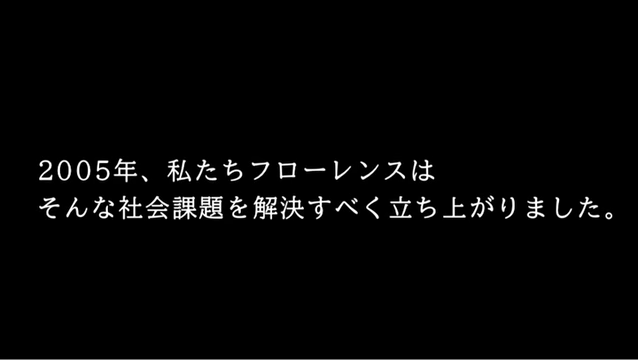 2005年、私たちフローレンスは
そんな社会課題を解決すべく立ち上がりました。